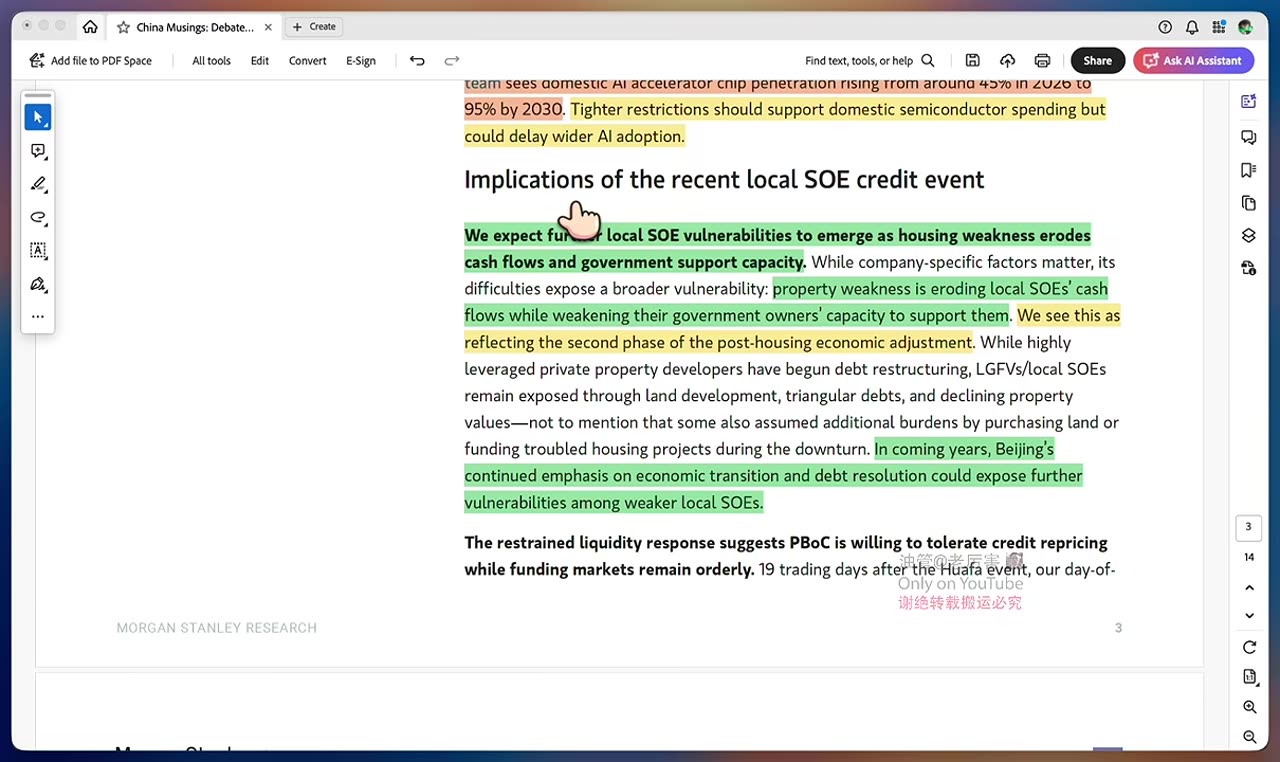 China Musings: Debate...
Create
Add file to PDF Space
All tools
Edit
Convert
E-Sign
Find text, tools, or help
Share
Ask AI Assistant
team sees domestic AI accelerator chip penetration rising from around 45% in 2026 to
95% by 2030. Tighter restrictions should support domestic semiconductor spending but
could delay wider AI adoption.
Implications of the recent local SOE credit event
We expect further local SOE vulnerabilities to emerge as housing weakness erodes
cash flows and government support capacity. While company-specific factors matter, its
difficulties expose a broader vulnerability: property weakness is eroding local SOEs' cash
flows while weakening their government owners' capacity to support them. We see this as
reflecting the second phase of the post-housing economic adjustment. While highly
leveraged private property developers have begun debt restructuring, LGFVs/local SOEs
remain exposed through land development, triangular debts, and declining property
values—not to mention that some also assumed additional burdens by purchasing land or
funding troubled housing projects during the downturn. In coming years, Beijing's
continued emphasis on economic transition and debt resolution could expose further
vulnerabilities among weaker local SOEs.
The restrained liquidity response suggests PBoC is willing to tolerate credit repricing
while funding markets remain orderly. 19 trading days after the Huafa event, our day-of-
油管@老厉害
Only on YouTube
谢绝转载搬运必究
MORGAN STANLEY RESEARCH
3
3
14